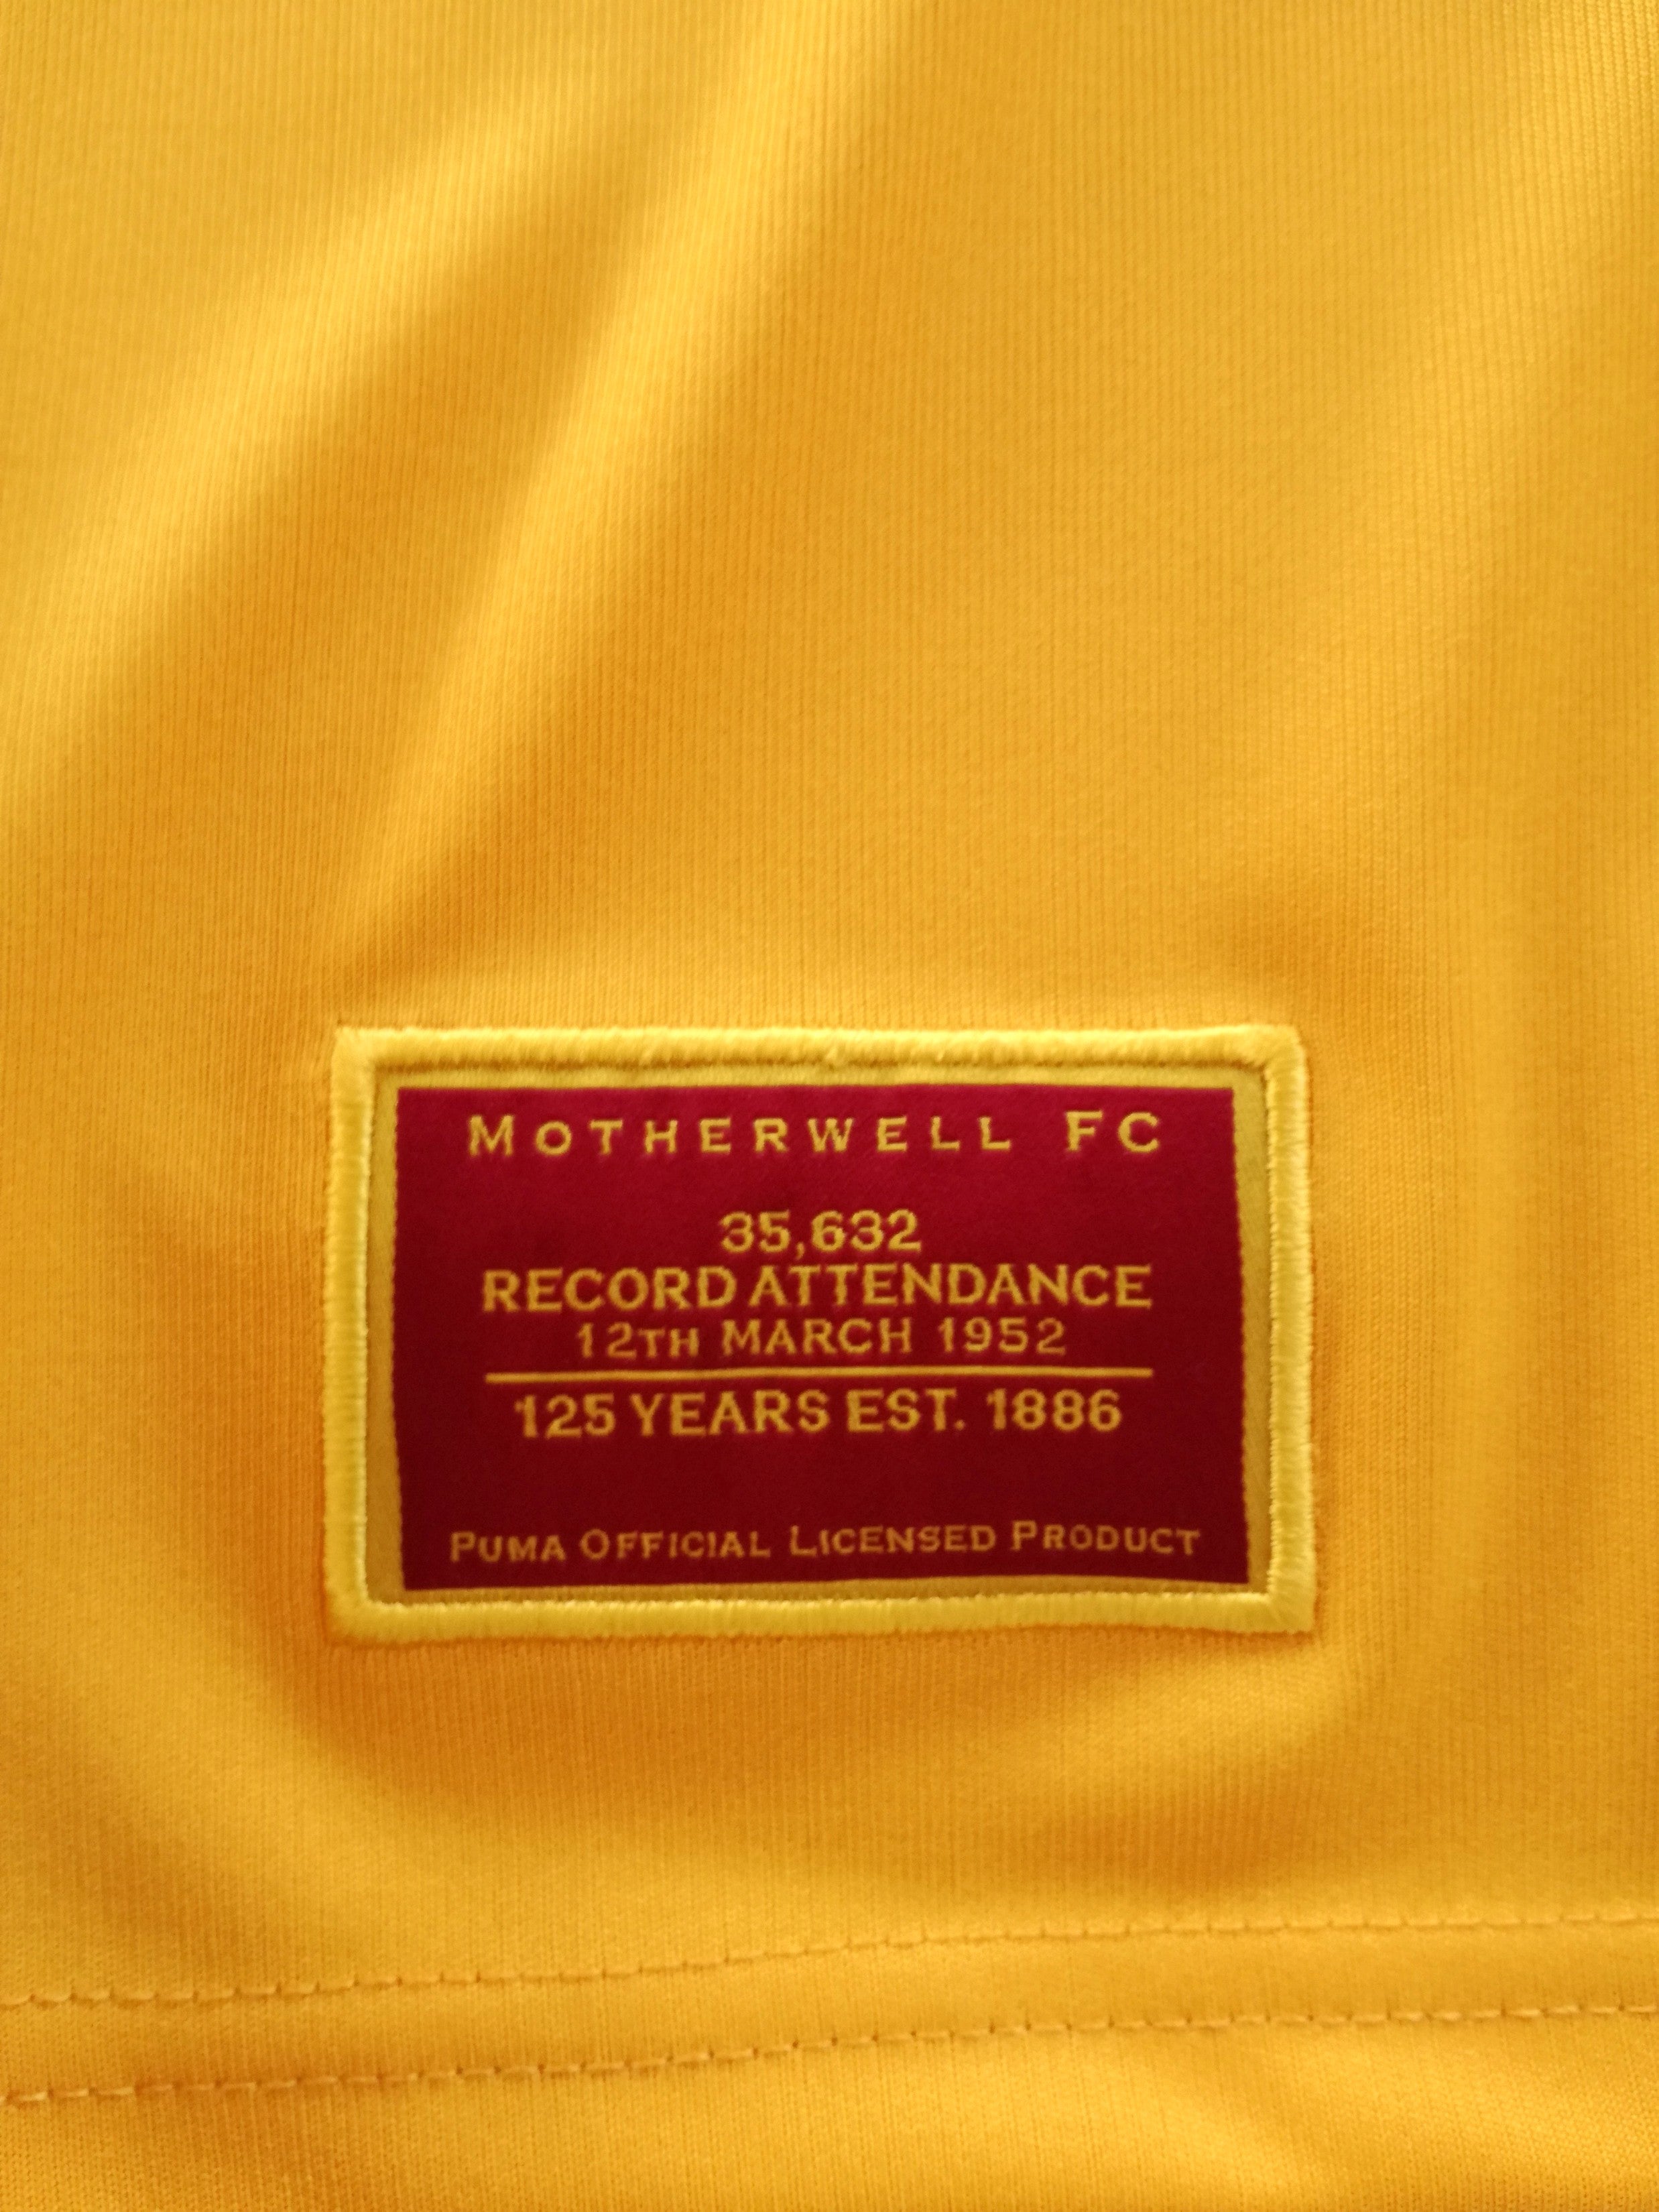 MOTHERWELL FC
35,632
RECORD ATTENDANCE
12TH MARCH 1952
125 YEARS EST. 1886
PUMA OFFICIAL LICENSED PRODUCT